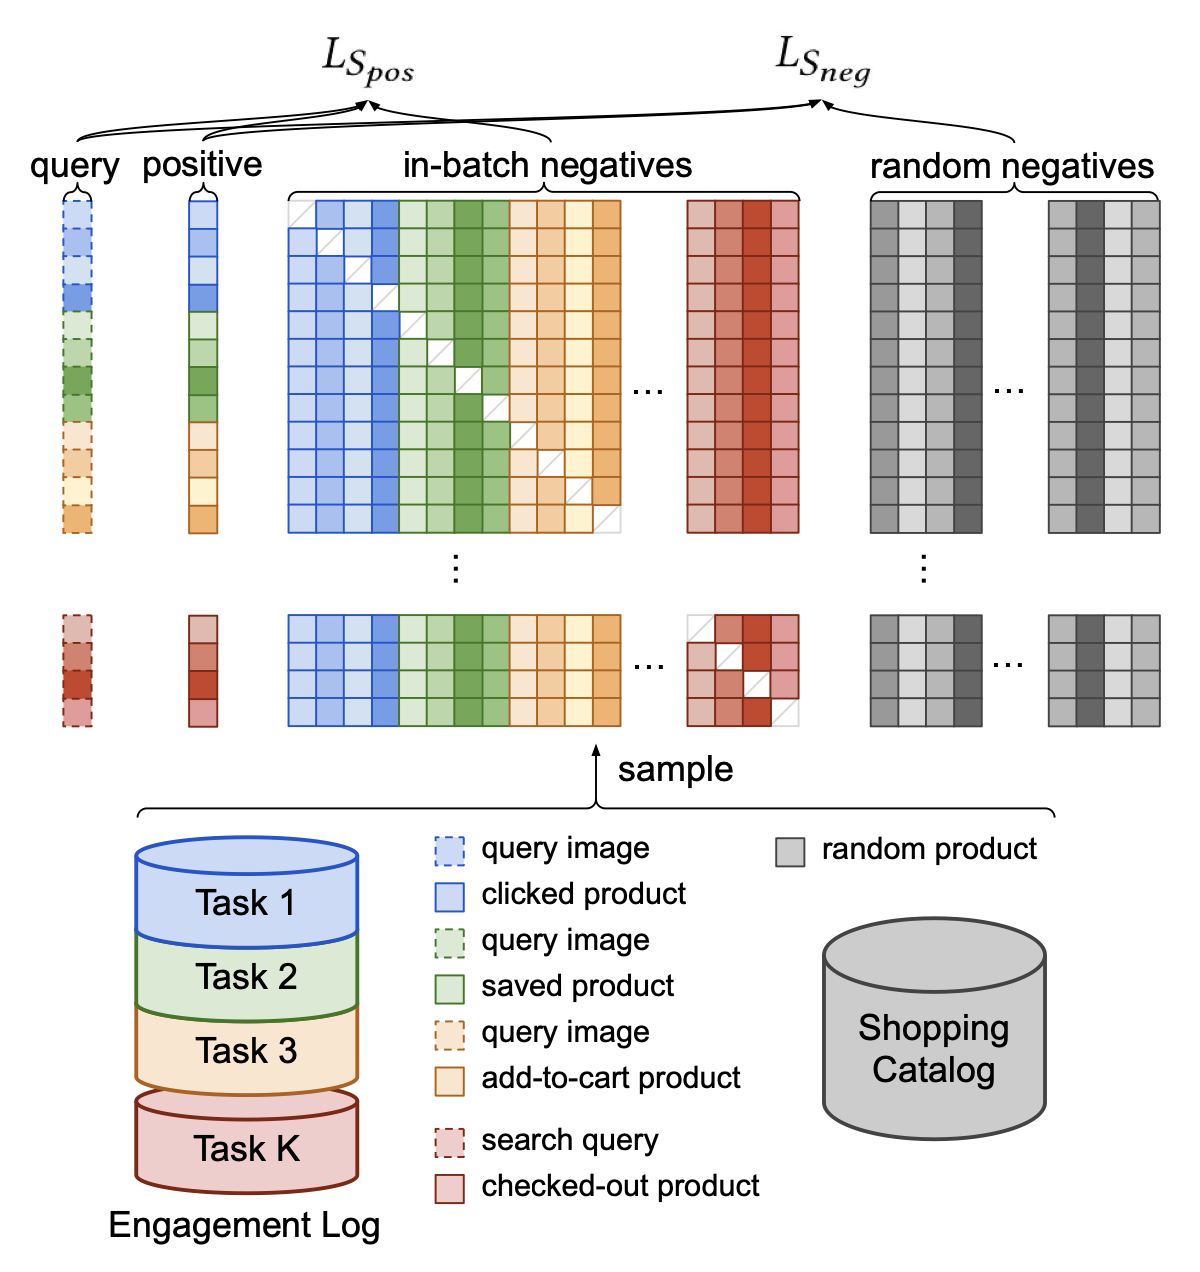 L_{S_{pos}}
L_{S_{neg}}
query
positive
in-batch negatives
random negatives
...
...
⋮
⋮
...
...
sample
Task 1
Task 2
Task 3
Task K
Engagement Log
query image
clicked product
query image
saved product
query image
add-to-cart product
search query
checked-out product
random product
Shopping
Catalog